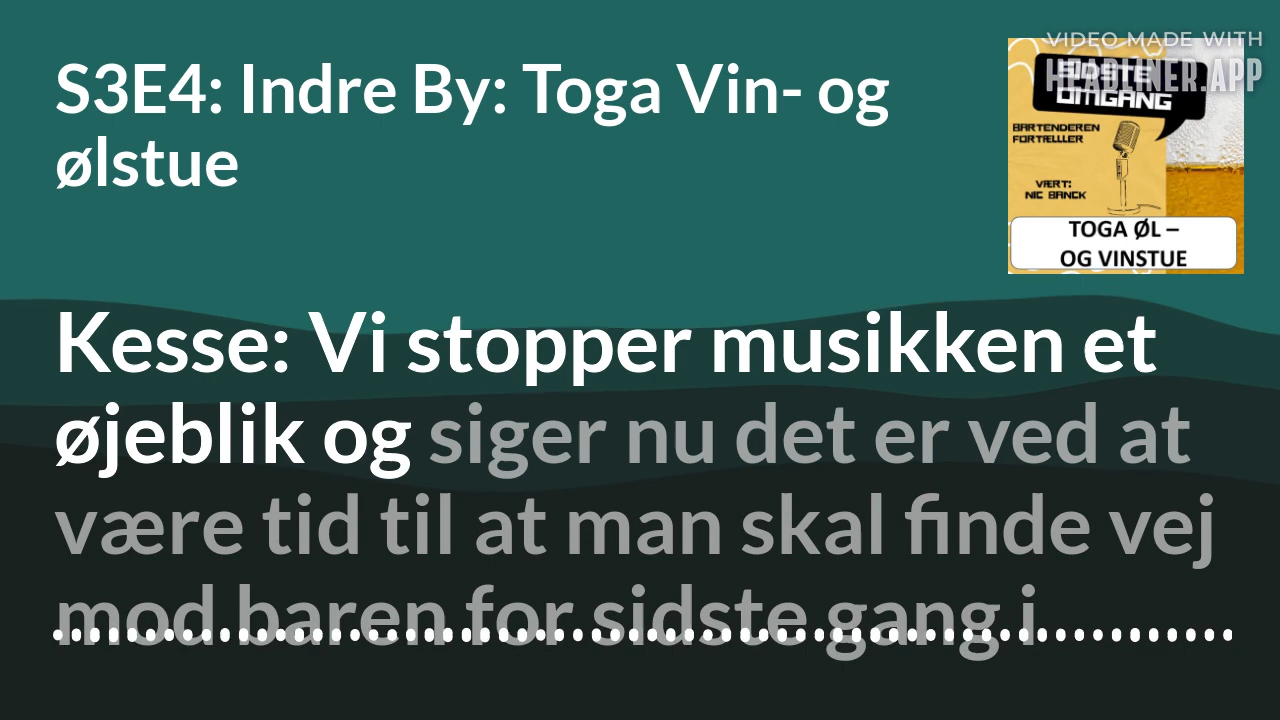 S3E4: Indre By: Toga Vin- og
ølstue
VIDEO MADE WITH
HEADLINER.APP
SIDSTE
OMGANG
BARTENDEREN
FORTÆLLER
VÆRT:
NIC BANCK
TOGA ØL –
OG VINSTUE
Kesse: Vi stopper musikken et
øjeblik og siger nu det er ved at
være tid til at man skal finde vej
mod baren for sidste gang i